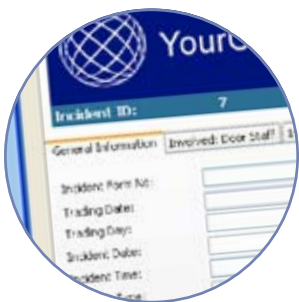 YourC
Incident ID: 7
General Information Involved: Door Staff
Incident Form No:
Trading Date:
Trading Day:
Incident Date:
Incident Time: